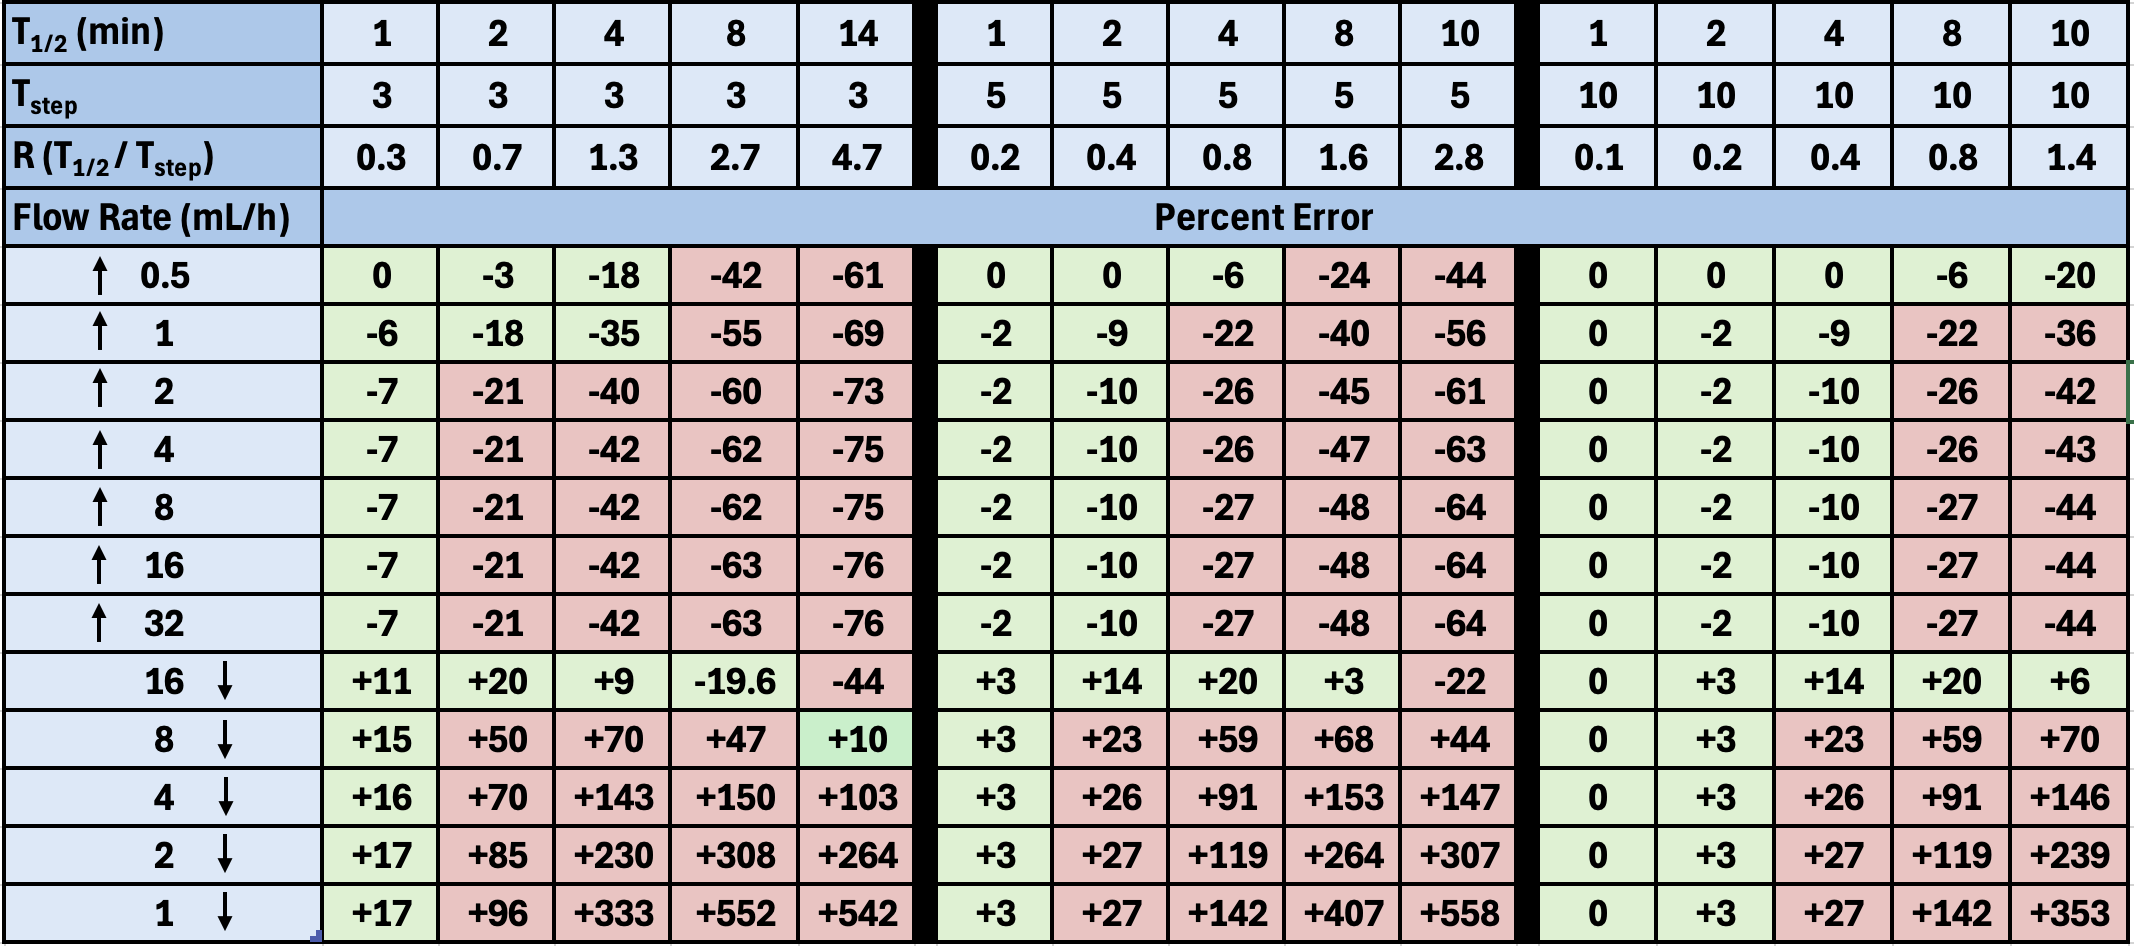 T1/2 (min) 1 2 4 8 14 1 2 4 8 10 1 2 4 8 10
Tstep 3 3 3 3 3 5 5 5 5 5 10 10 10 10 10
R (T1/2 / Tstep) 0.3 0.7 1.3 2.7 4.7 0.2 0.4 0.8 1.6 2.8 0.1 0.2 0.4 0.8 1.4
Flow Rate (mL/h) Percent Error
↑ 0.5 0 -3 -18 -42 -61 0 0 -6 -24 -44 0 0 0 -6 -20
↑ 1 -6 -18 -35 -55 -69 -2 -9 -22 -40 -56 0 -2 -9 -22 -36
↑ 2 -7 -21 -40 -60 -73 -2 -10 -26 -45 -61 0 -2 -10 -26 -42
↑ 4 -7 -21 -42 -62 -75 -2 -10 -26 -47 -63 0 -2 -10 -26 -43
↑ 8 -7 -21 -42 -62 -75 -2 -10 -27 -48 -64 0 -2 -10 -27 -44
↑ 16 -7 -21 -42 -63 -76 -2 -10 -27 -48 -64 0 -2 -10 -27 -44
↑ 32 -7 -21 -42 -63 -76 -2 -10 -27 -48 -64 0 -2 -10 -27 -44
16 ↓ +11 +20 +9 -19.6 -44 +3 +14 +20 +3 -22 0 +3 +14 +20 +6
8 ↓ +15 +50 +70 +47 +10 +3 +23 +59 +68 +44 0 +3 +23 +59 +70
4 ↓ +16 +70 +143 +150 +103 +3 +26 +91 +153 +147 0 +3 +26 +91 +146
2 ↓ +17 +85 +230 +308 +264 +3 +27 +119 +264 +307 0 +3 +27 +119 +239
1 ↓ +17 +96 +333 +552 +542 +3 +27 +142 +407 +558 0 +3 +27 +142 +353